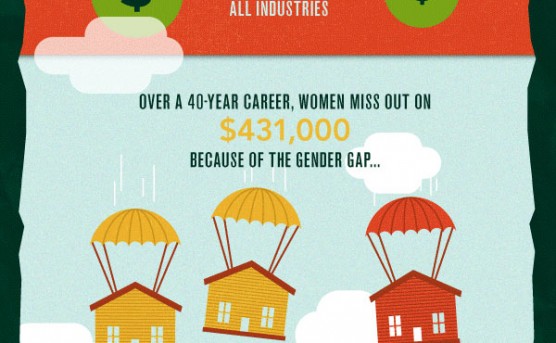 ALL INDUSTRIES
OVER A 40-YEAR CAREER, WOMEN MISS OUT ON
$431,000
BECAUSE OF THE GENDER GAP...